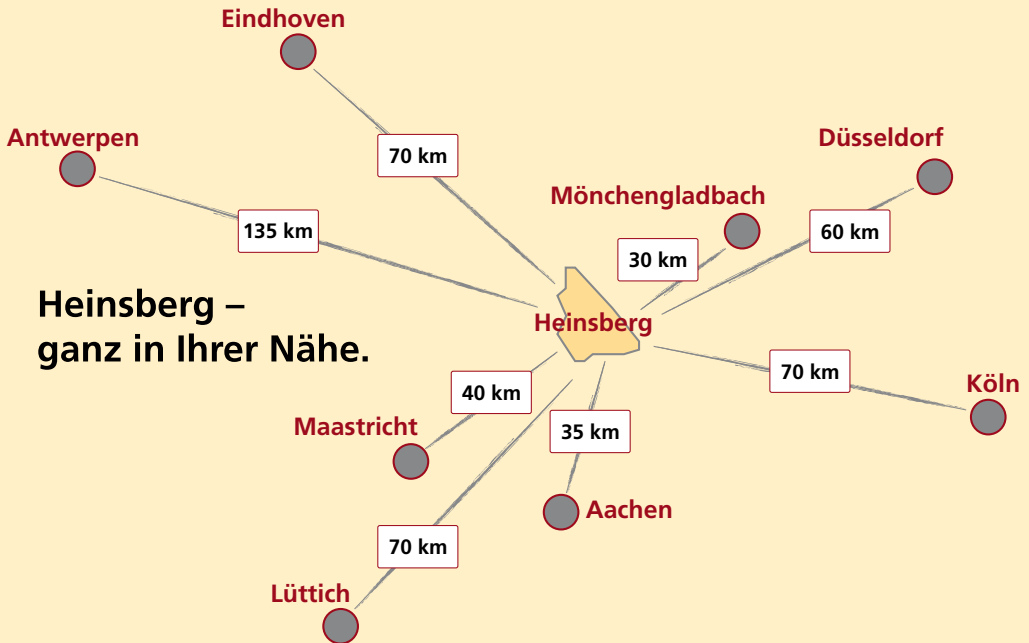 Eindhoven
Antwerpen
Düsseldorf
70 km
Mönchengladbach
135 km
60 km
30 km
Heinsberg –
ganz in Ihrer Nähe.
Heinsberg
70 km
Köln
40 km
Maastricht
35 km
Aachen
70 km
Lüttich